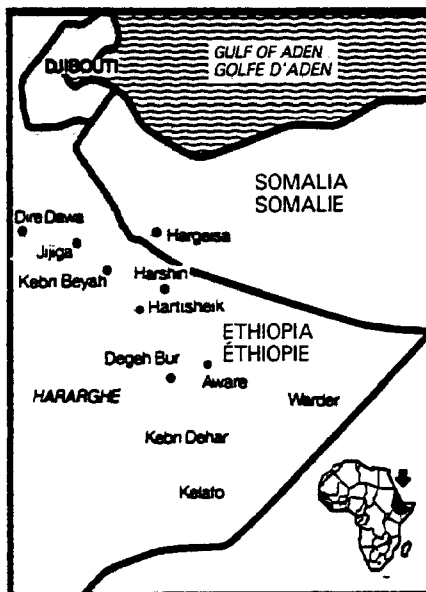 GULF OF ADEN
GOLFE D'ADEN
DJIBOUTI
SOMALIA
SOMALIE
Dire Dawa
Hargeisa
Jijiga
Kebri Beyah
Harshin
Hartisheik
ETHIOPIA
ÉTHIOPIE
Degeh Bur
Aware
HARARGHE
Warder
Kebri Dehar
Kelafo